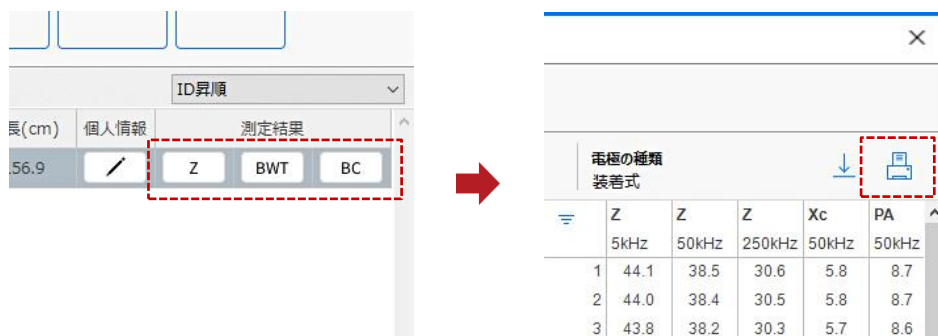 ID昇順
長(cm) 個人情報 測定結果
56.9 Z BWT BC
電極の種類
装着式
Z Z Z Xc PA
5kHz 50kHz 250kHz 50kHz 50kHz
1 44.1 38.5 30.6 5.8 8.7
2 44.0 38.4 30.5 5.8 8.7
3 43.8 38.2 30.3 5.7 8.6